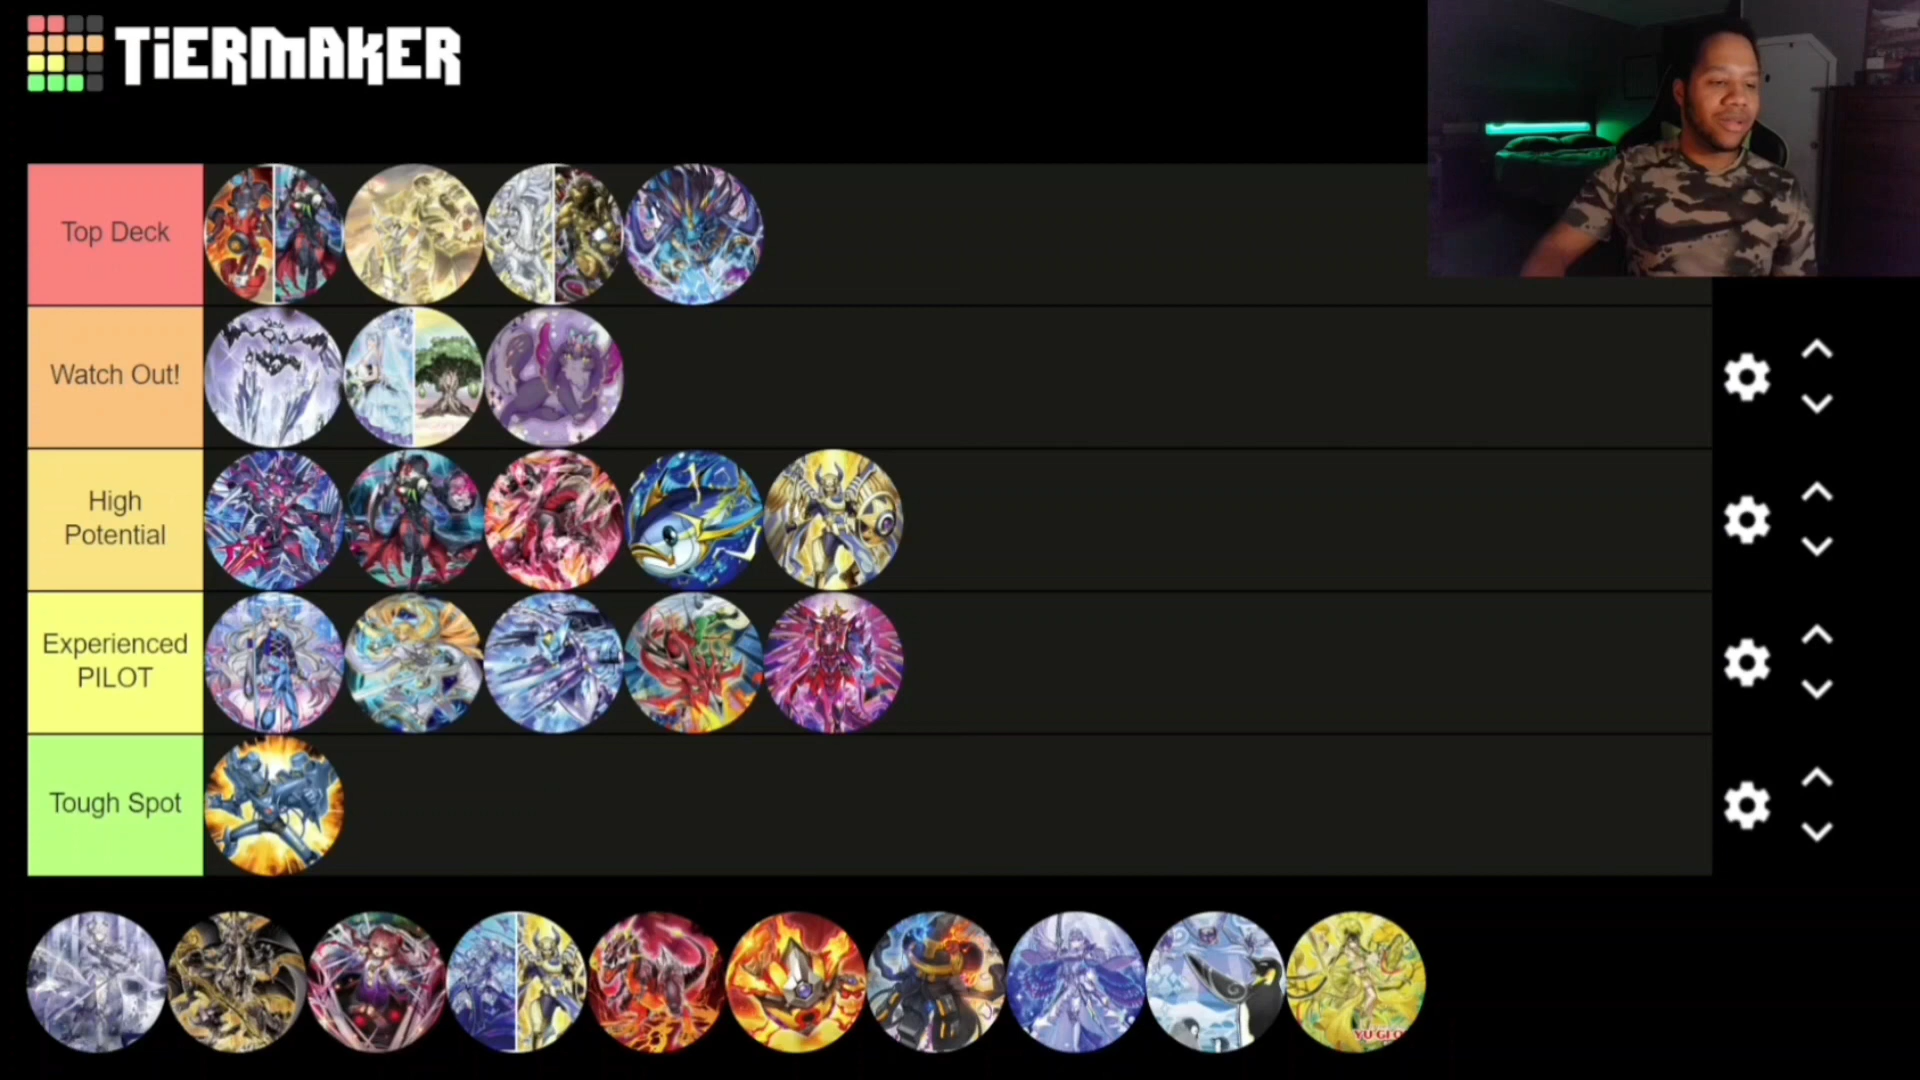 TiERMAKER
Top Deck
Watch Out!
High
Potential
Experienced
PILOT
Tough Spot